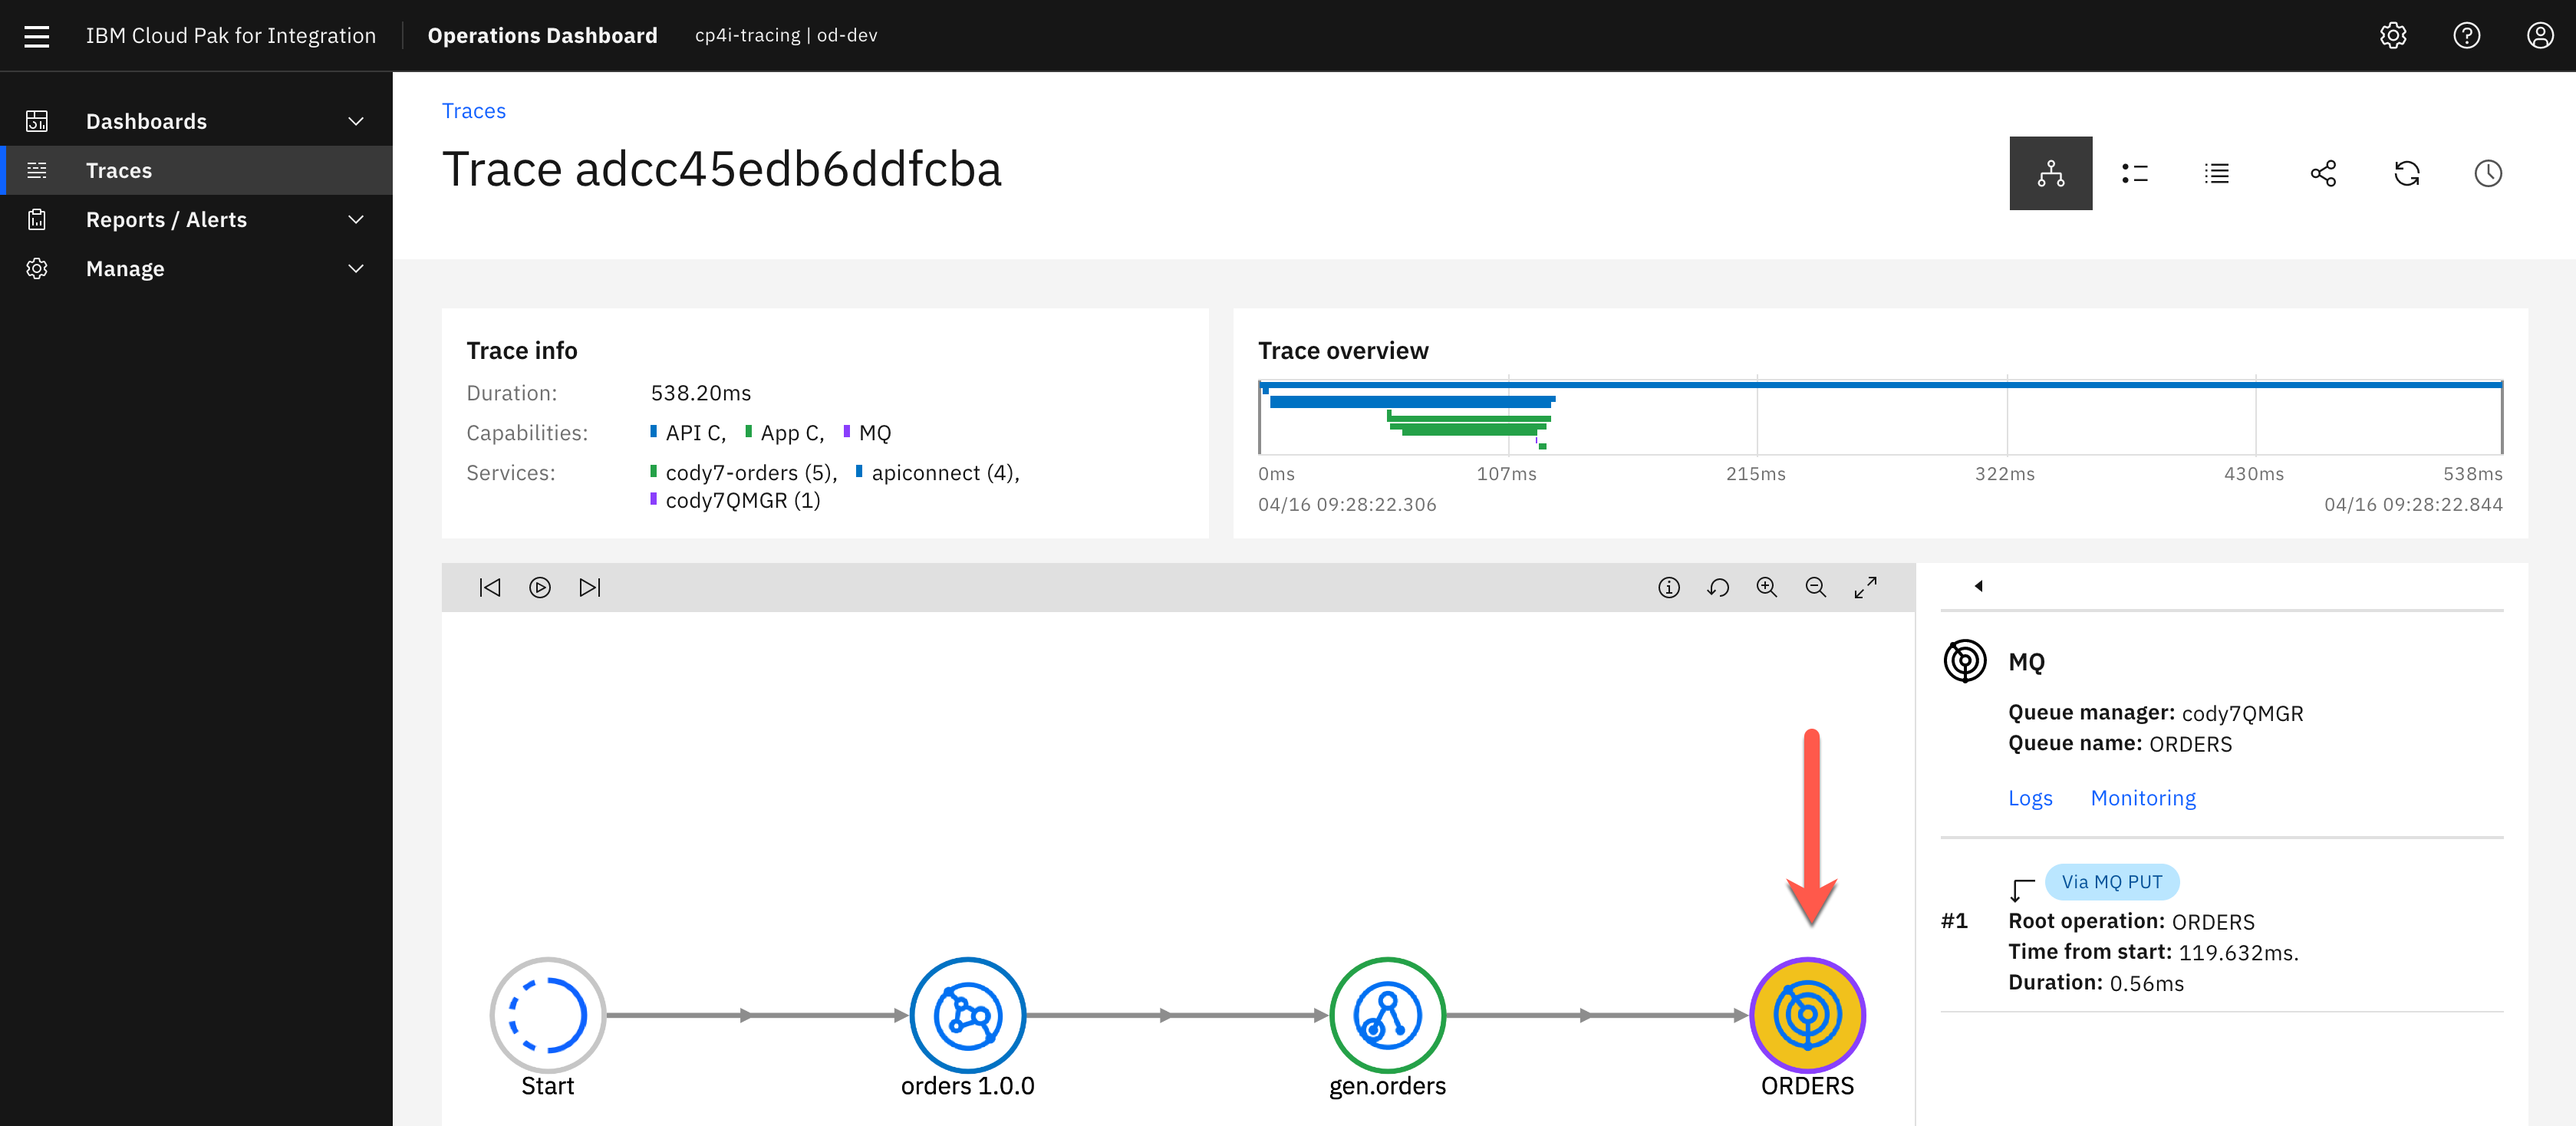 IBM Cloud Pak for Integration
Operations Dashboard
cp4i-tracing | od-dev
Dashboards
Traces
Reports / Alerts
Manage
Traces
Trace adcc45edb6ddfcba
Trace info
Duration: 538.20ms
Capabilities: API C, App C, MQ
Services: cody7-orders (5), apiconnect (4),
cody7QMGR (1)
Trace overview
0ms 107ms 215ms 322ms 430ms 538ms
04/16 09:28:22.306 04/16 09:28:22.844
Start
orders 1.0.0
gen.orders
ORDERS
MQ
Queue manager: cody7QMGR
Queue name: ORDERS
Logs Monitoring
Via MQ PUT
#1 Root operation: ORDERS
Time from start: 119.632ms.
Duration: 0.56ms